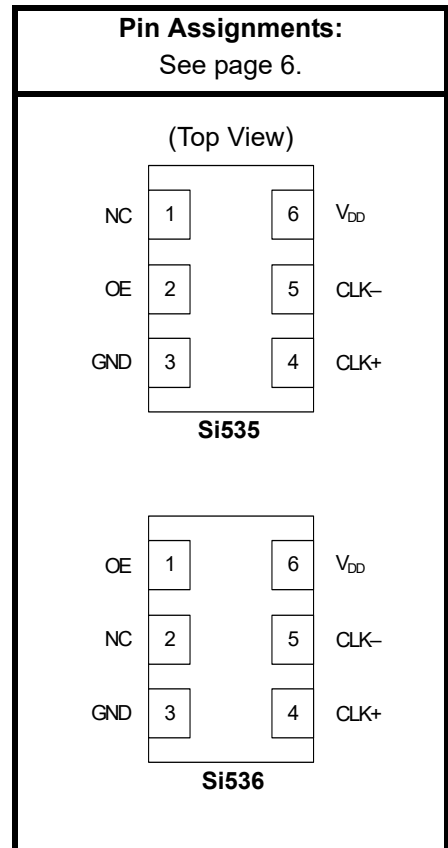 Pin Assignments:
See page 6.
(Top View)
NC 1 6 VDD
OE 2 5 CLK–
GND 3 4 CLK+
Si535
OE 1 6 VDD
NC 2 5 CLK–
GND 3 4 CLK+
Si536